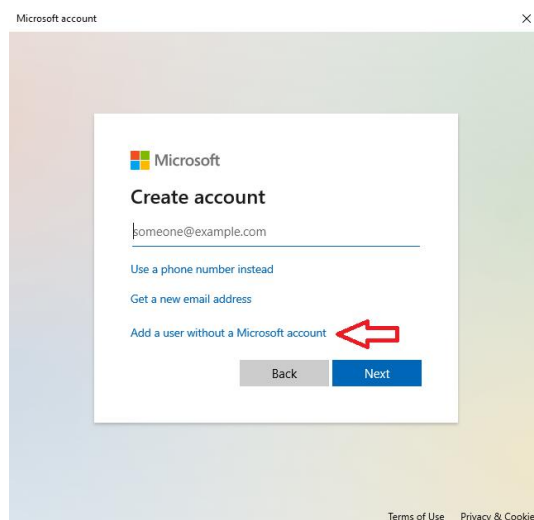 Microsoft account
Microsoft
Create account
someone@example.com
Use a phone number instead
Get a new email address
Add a user without a Microsoft account
Back Next
Terms of Use Privacy & Cookie